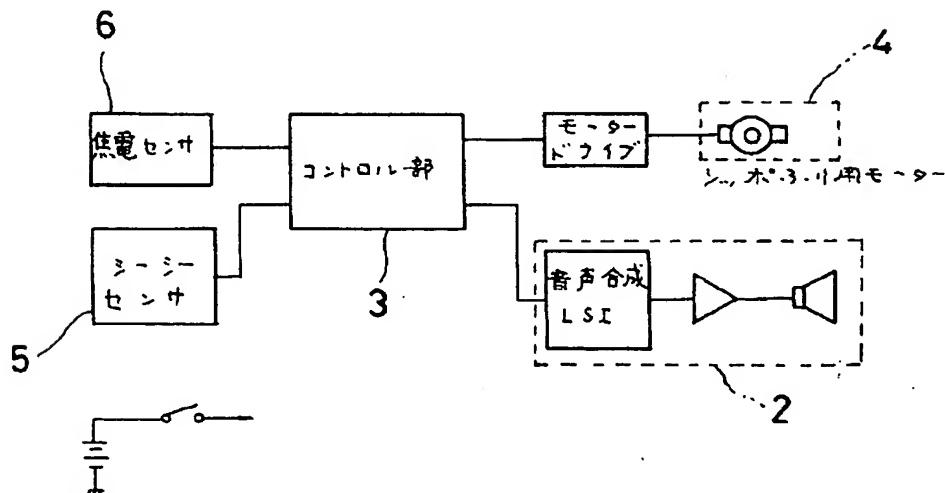 6
焦電センサ
コントロール部
3
モーター
ドライブ
4
シッポふり用モーター
シーシー
センサ
5
音声合成
LSI
2